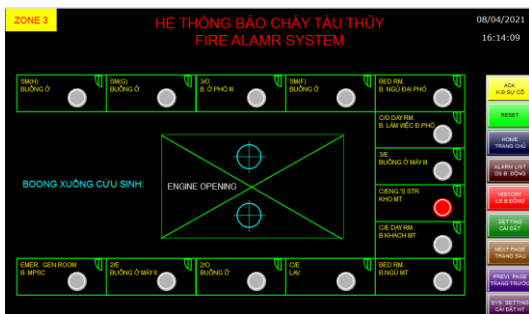 ZONE 3
HỆ THỐNG BÁO CHÁY TÀU THỦY
FIRE ALAMR SYSTEM
08/04/2021
16:14:09
SM(H)
BUỒNG Ở
SM(G)
BUỒNG Ở
3/O
B. Ở PHÓ III
SM(F)
BUỒNG Ở
BED RM.
B. NGỦ ĐẠI PHÓ
C/O DAY RM.
B. LÀM VIỆC Đ.PHÓ
3/E
BUỒNG Ở MÁY III
C/ENG.'S STR
KHO MT
C/E DAY RM.
B.KHÁCH MT
BOONG XUỒNG CỨU SINH:
ENGINE OPENING
EMER. GEN.ROOM
B. MPSC
2/E
BUỒNG Ở MÁY II
2/O
BUỒNG Ở
C/E
LAV.
BED RM.
B.NGỦ MT
ACK
K.Đ SỰ CỐ
RESET
HOME
TRANG CHỦ
ALARM LIST
DS B. ĐỘNG
HISTORY
LS B.ĐỘNG
SETTING
CÀI ĐẶT
NEXT PAGE
TRANG SAU
PREVI. PAGE
TRANG TRƯỚC
SYS. SETTING
CÀI ĐẶT HT